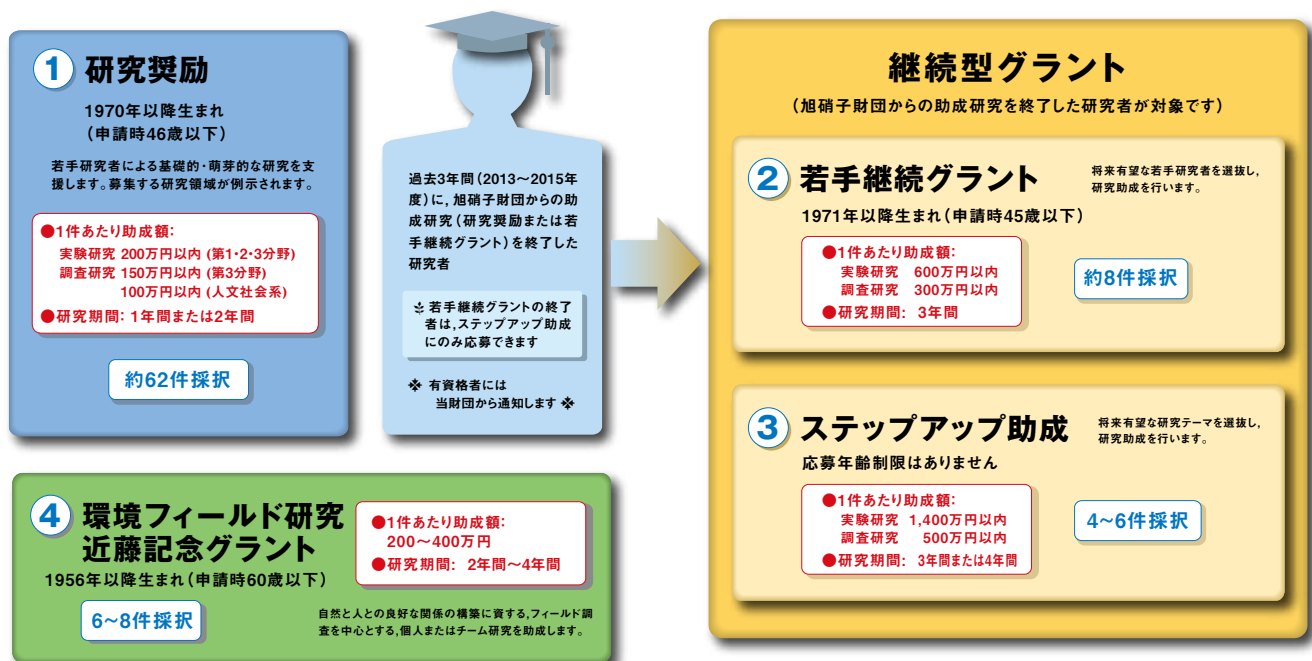 1 研究奨励
1970年以降生まれ
（申請時46歳以下）
若手研究者による基礎的・萌芽的な研究を支
援します。募集する研究領域が例示されます。
●1件あたり助成額：
実験研究 200万円以内 (第1・2・3分野)
調査研究 150万円以内 (第3分野)
100万円以内 (人文社会系)
●研究期間： 1年間または2年間
約62件採択
過去3年間（2013～2015年
度）に，旭硝子財団からの助
成研究（研究奨励または若
手継続グラント）を終了した
研究者
若手継続グラントの終了
者は，ステップアップ助成
にのみ応募できます
❖ 有資格者には
当財団から通知します ❖
継続型グラント
（旭硝子財団からの助成研究を終了した研究者が対象です）
2 若手継続グラント
将来有望な若手研究者を選抜し，
研究助成を行います。
1971年以降生まれ（申請時45歳以下）
●1件あたり助成額：
実験研究 600万円以内
調査研究 300万円以内
●研究期間： 3年間
約8件採択
3 ステップアップ助成
将来有望な研究テーマを選抜し，
研究助成を行います。
応募年齢制限はありません
●1件あたり助成額：
実験研究 1,400万円以内
調査研究 500万円以内
●研究期間： 3年間または4年間
4～6件採択
4 環境フィールド研究
近藤記念グラント
1956年以降生まれ（申請時60歳以下）
●1件あたり助成額：
200～400万円
●研究期間： 2年間～4年間
6～8件採択
自然と人との良好な関係の構築に資する，フィールド調
査を中心とする，個人またはチーム研究を助成します。